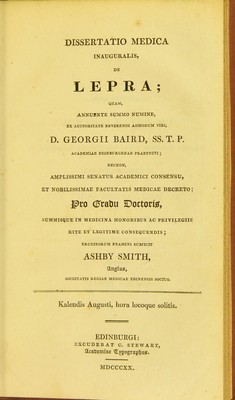 DISSERTATIO MEDICA
INAUGURALIS,
DE
LEPRA;
QUAM,
ANNUENTE SUMMO NUMINE,
EX AUCTORITATE REVERENDI ADMODUM VIRI,
D. GEORGII BAIRD, SS. T. P.
ACADEMIAE EDINBURGENAE PRAEFECTI;
NECNON,
AMPLISSIMI SENATUS ACADEMICI CONSENSU,
ET NOBILISSIMAE FACULTATIS MEDICAE DECRETO;
Pro Gradu Doctoris,
SUMMISQUE IN MEDICINA HONORIBUS AC PRIVILEGIIS
RITE ET LEGITIME CONSEQUENDIS;
ERUDITORUM EXAMINI SUBJICIT
ASHBY SMITH,
Anglus,
SOCIETATIS REGIAE MEDICAE EDINENSIS SOCIUS.
Kalendis Augusti, hora locoque solitis.
EDINBURGI:
EXCUDEBAT C. STEWART,
Academiae Typographus.
MDCCCXX.